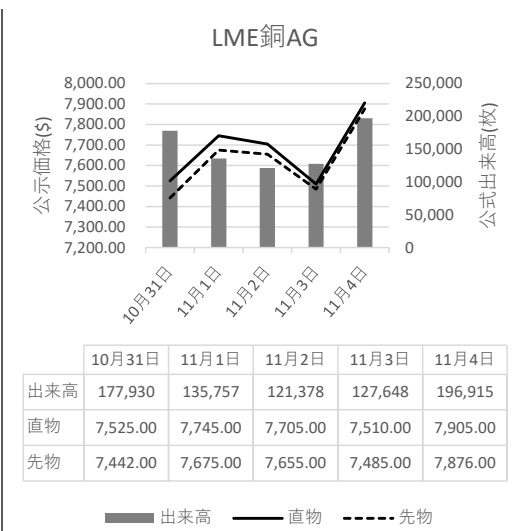 LME銅AG
公示価格($)
8,000.00
7,900.00
7,800.00
7,700.00
7,600.00
7,500.00
7,400.00
7,300.00
7,200.00
250,000
200,000
150,000
100,000
50,000
0
公式出来高(枚)
10月31日
11月1日
11月2日
11月3日
11月4日
10月31日 11月1日 11月2日 11月3日 11月4日
出来高 177,930 135,757 121,378 127,648 196,915
直物 7,525.00 7,745.00 7,705.00 7,510.00 7,905.00
先物 7,442.00 7,675.00 7,655.00 7,485.00 7,876.00
出来高 直物 先物